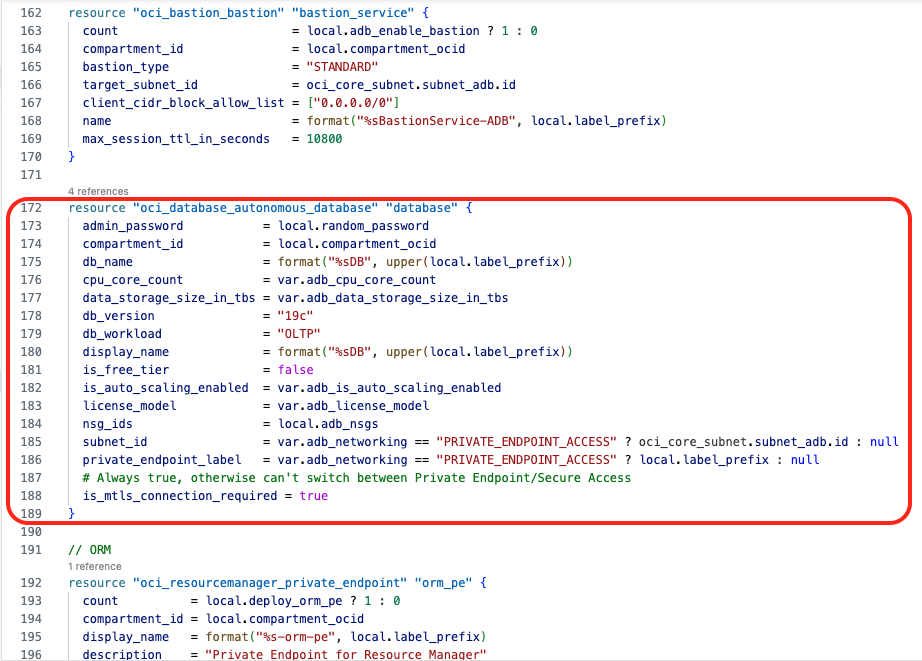 162 resource "oci_bastion_bastion" "bastion_service" {
163   count                        = local.adb_enable_bastion ? 1 : 0
164   compartment_id               = local.compartment_ocid
165   bastion_type                 = "STANDARD"
166   target_subnet_id             = oci_core_subnet.subnet_adb.id
167   client_cidr_block_allow_list = ["0.0.0.0/0"]
168   name                         = format("%sBastionService-ADB", local.label_prefix)
169   max_session_ttl_in_seconds   = 10800
170 }
171
4 references
172 resource "oci_database_autonomous_database" "database" {
173   admin_password           = local.random_password
174   compartment_id           = local.compartment_ocid
175   db_name                  = format("%sDB", upper(local.label_prefix))
176   cpu_core_count           = var.adb_cpu_core_count
177   data_storage_size_in_tbs = var.adb_data_storage_size_in_tbs
178   db_version               = "19c"
179   db_workload              = "OLTP"
180   display_name             = format("%sDB", upper(local.label_prefix))
181   is_free_tier             = false
182   is_auto_scaling_enabled  = var.adb_is_auto_scaling_enabled
183   license_model            = var.adb_license_model
184   nsg_ids                  = local.adb_nsgs
185   subnet_id                = var.adb_networking == "PRIVATE_ENDPOINT_ACCESS" ? oci_core_subnet.subnet_adb.id : null
186   private_endpoint_label   = var.adb_networking == "PRIVATE_ENDPOINT_ACCESS" ? local.label_prefix : null
187   # Always true, otherwise can't switch between Private Endpoint/Secure Access
188   is_mtls_connection_required = true
189 }
190
191 // ORM
1 reference
192 resource "oci_resourcemanager_private_endpoint" "orm_pe" {
193   count          = local.deploy_orm_pe ? 1 : 0
194   compartment_id = local.compartment_ocid
195   display_name   = format("%s-orm-pe", local.label_prefix)
196   description    = "Private Endpoint for Resource Manager"